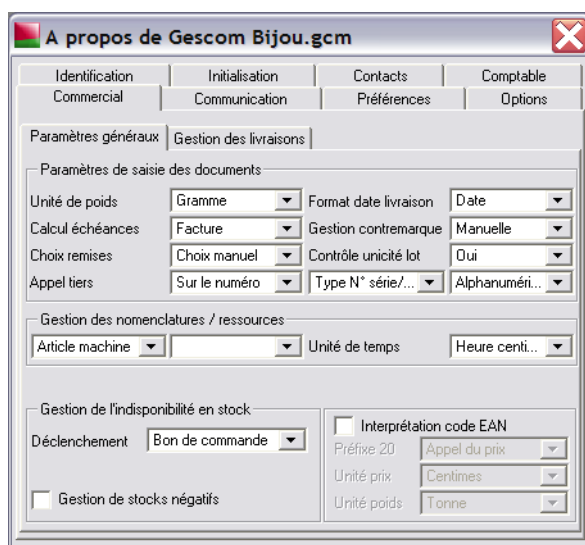 A propos de Gescom Bijou.gcm
Identification Initialisation Contacts Comptable
Commercial Communication Préférences Options
Paramètres généraux Gestion des livraisons
Paramètres de saisie des documents
Unité de poids Gramme Format date livraison Date
Calcul échéances Facture Gestion contremarque Manuelle
Choix remises Choix manuel Contrôle unicité lot Oui
Appel tiers Sur le numéro Type N° série/... Alphanuméri...
Gestion des nomenclatures / ressources
Article machine Unité de temps Heure centi...
Gestion de l'indisponibilité en stock
Déclenchement Bon de commande
Gestion de stocks négatifs
Interprétation code EAN
Préfixe 20 Appel du prix
Unité prix Centimes
Unité poids Tonne